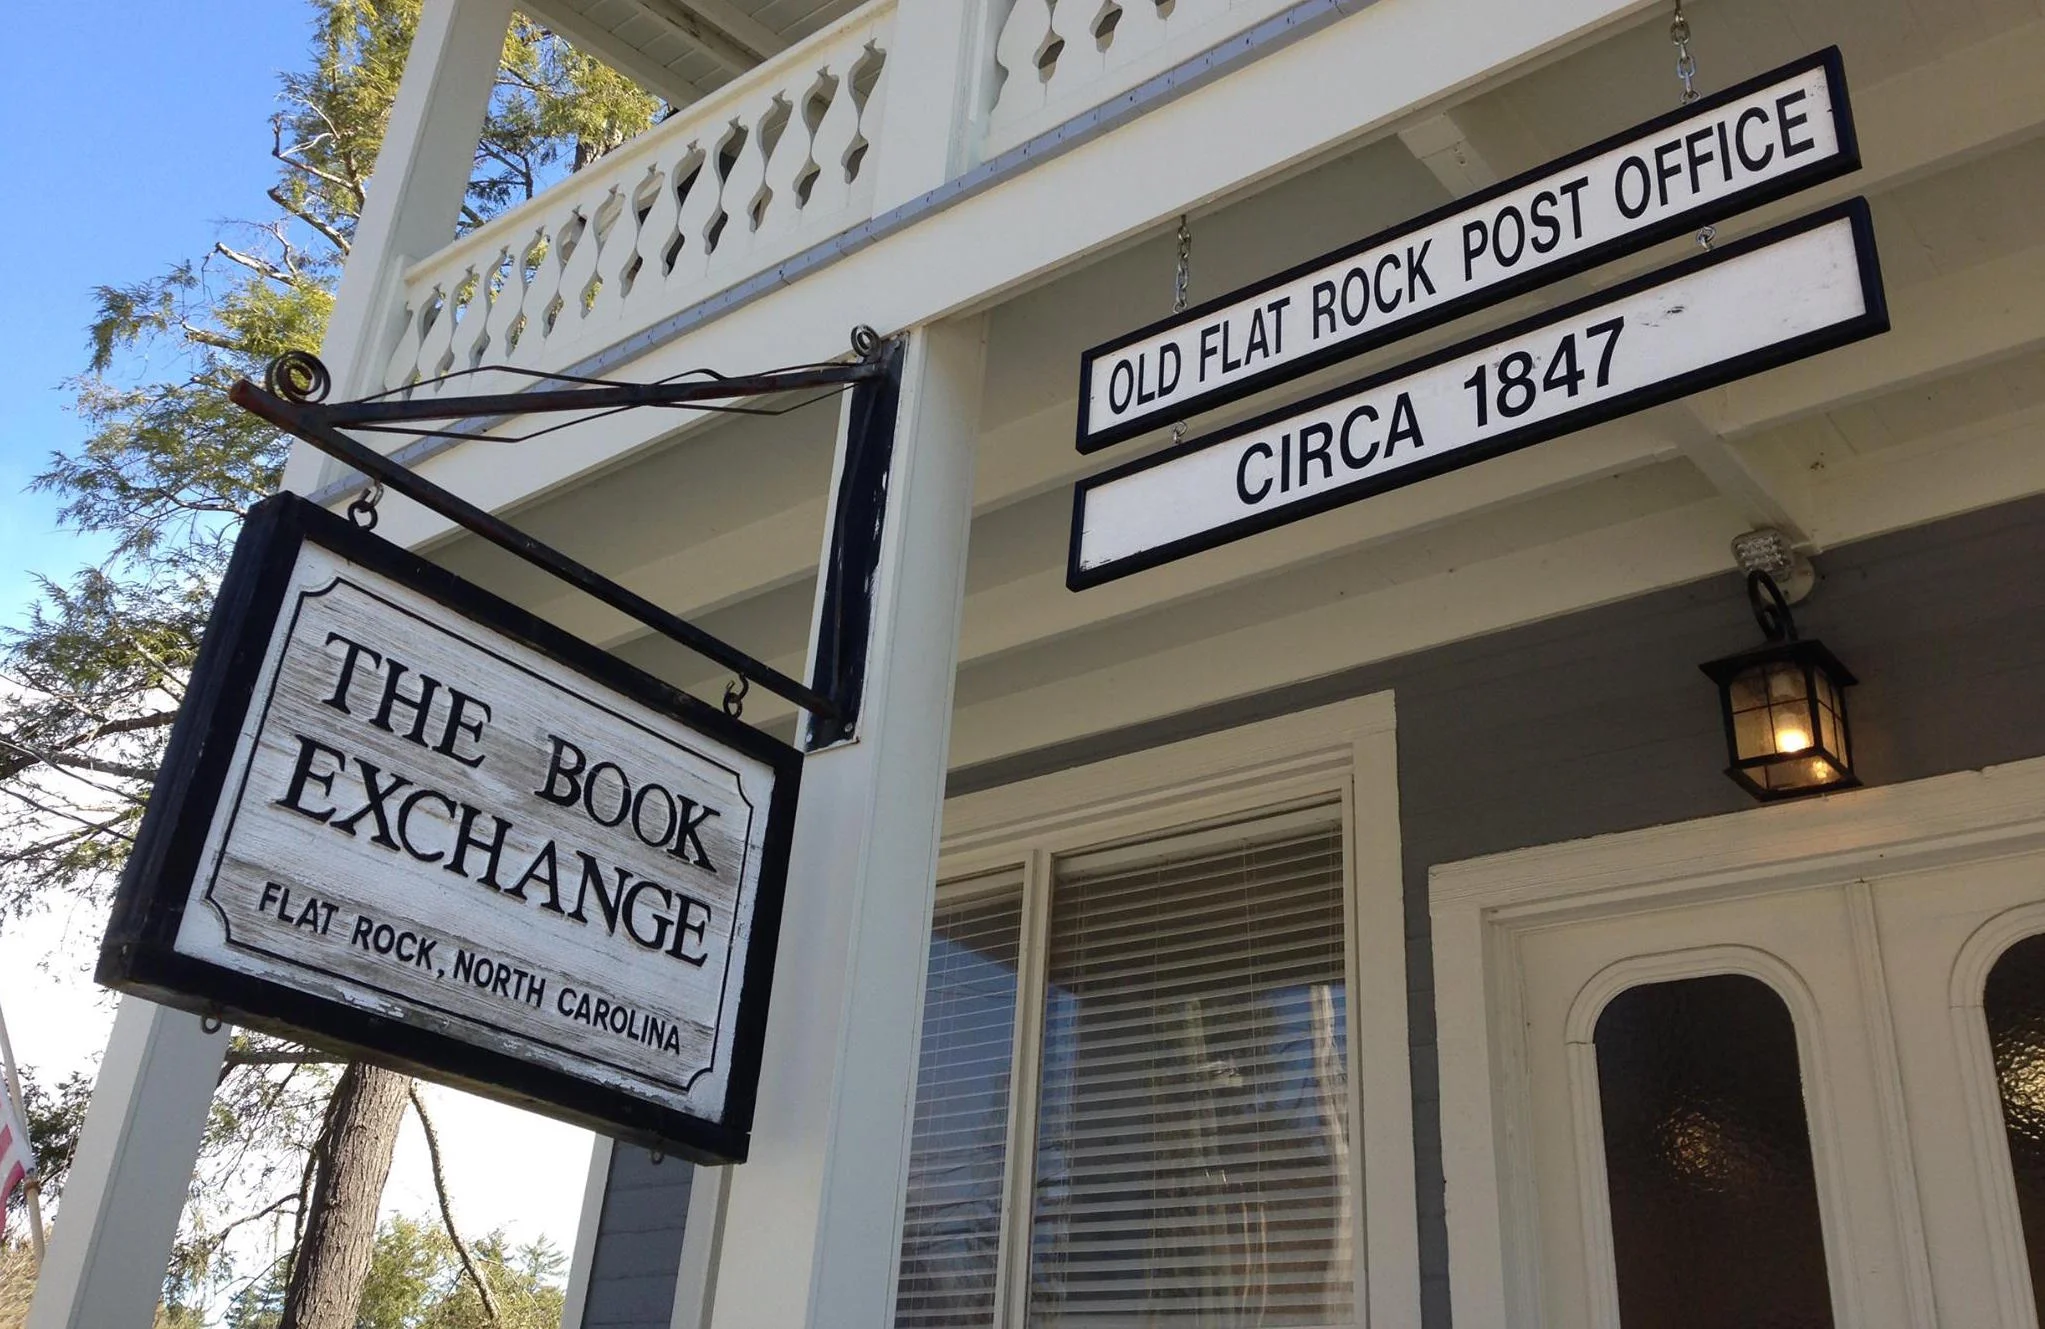 THE BOOK
EXCHANGE
FLAT ROCK, NORTH CAROLINA
OLD FLAT ROCK POST OFFICE
CIRCA 1847